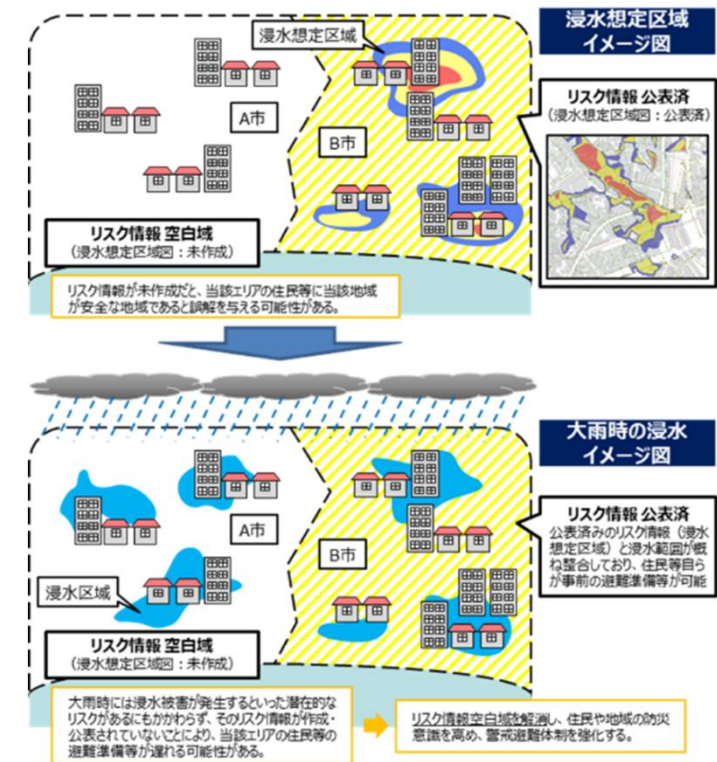 浸水想定区域
イメージ図
浸水想定区域
リスク情報 公表済
（浸水想定区域図：公表済）
A市
B市
リスク情報 空白域
（浸水想定区域図：未作成）
リスク情報が未作成だと、当該エリアの住民等に当該地域
が安全な地域であると誤解を与える可能性がある。
大雨時の浸水
イメージ図
リスク情報 公表済
公表済みのリスク情報（浸水
想定区域）と浸水範囲が概
ね整合しており、住民等自ら
が事前の避難準備等が可能
A市
B市
浸水区域
リスク情報 空白域
（浸水想定区域図：未作成）
大雨時には浸水被害が発生するといった潜在的な
リスクがあるにもかかわらず、そのリスク情報が作成・
公表されていないことにより、当該エリアの住民等の
避難準備等が遅れる可能性がある。
リスク情報空白域を解消し、住民や地域の防災
意識を高め、警戒避難体制を強化する。